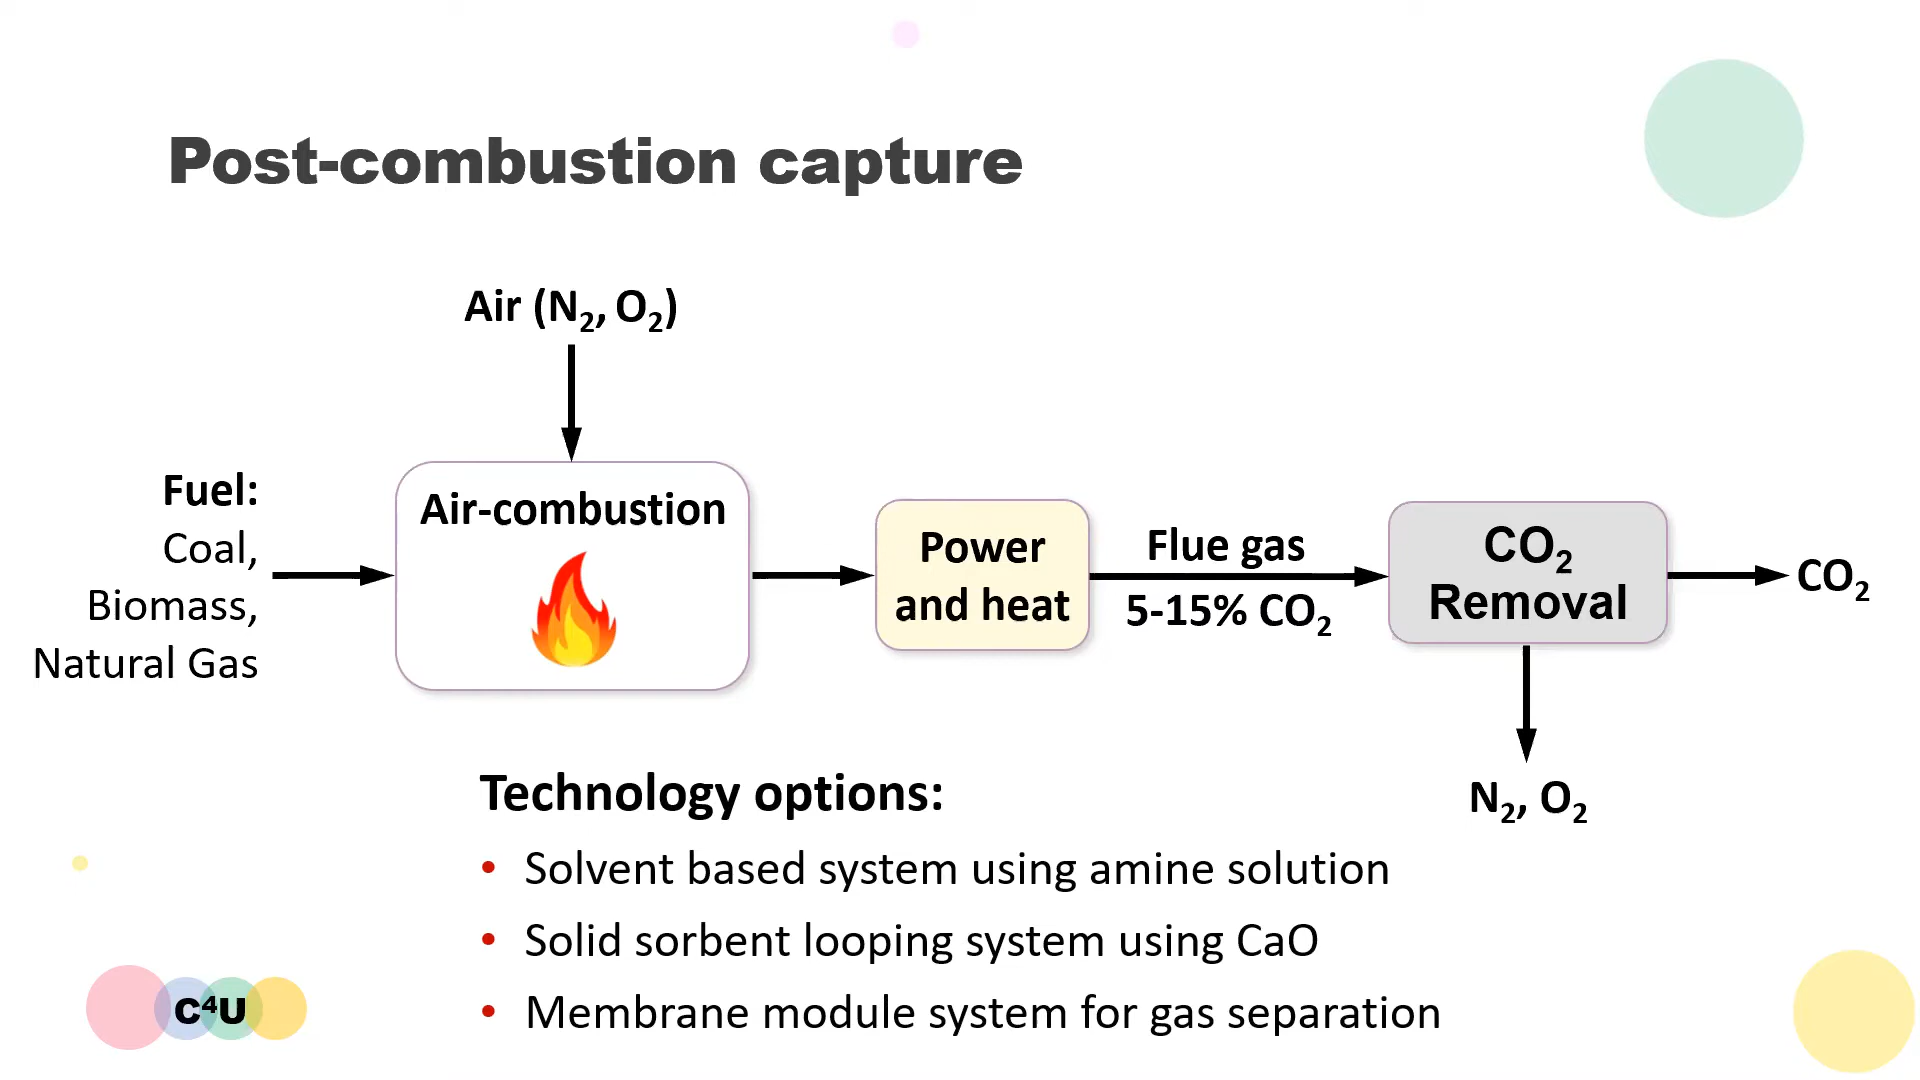 Post-combustion capture
Air (N₂, O₂)
Fuel:
Coal,
Biomass,
Natural Gas
Air-combustion
Power
and heat
Flue gas
5-15% CO₂
CO₂
Removal
CO₂
N₂, O₂
Technology options:
• Solvent based system using amine solution
• Solid sorbent looping system using CaO
• Membrane module system for gas separation
C⁴U